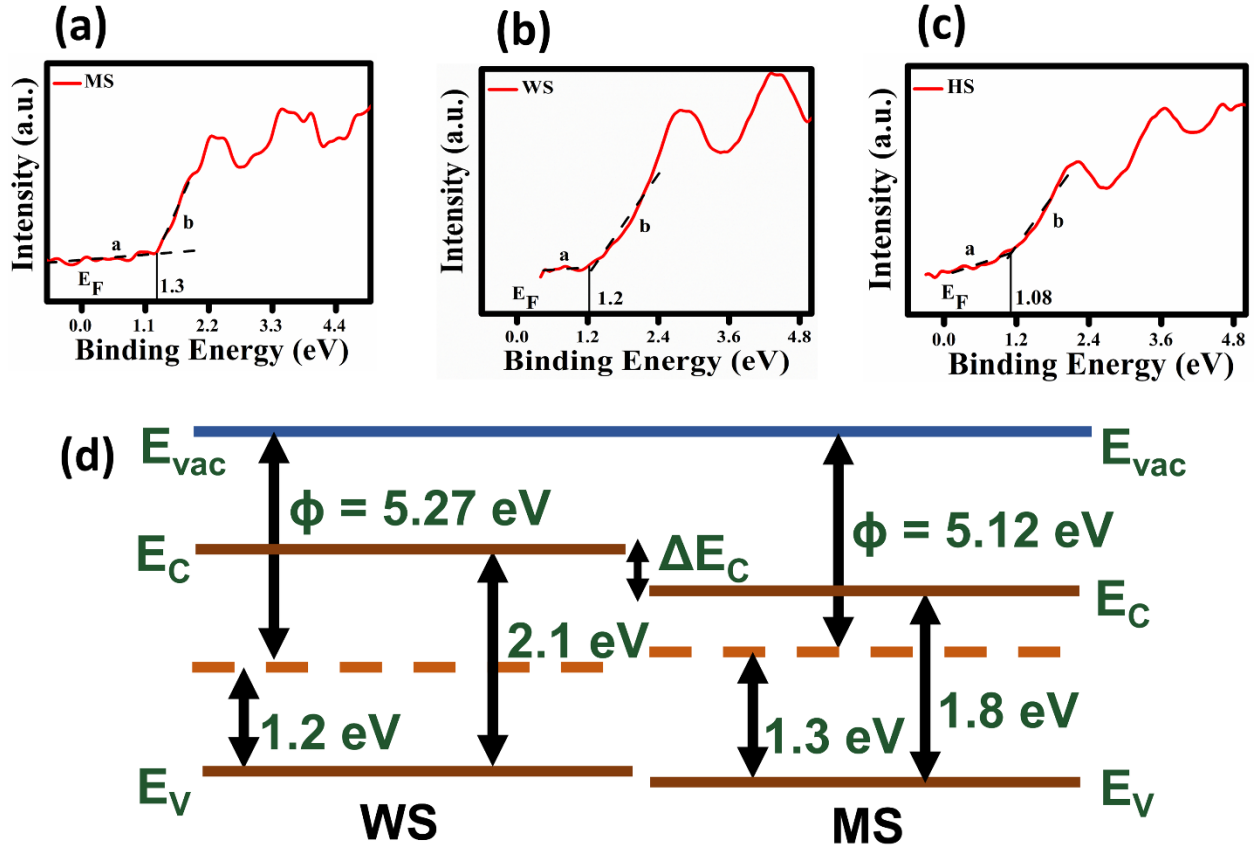 (a)
(b)
(c)
MS
a
b
E_F
1.3
0.0 1.1 2.2 3.3 4.4
Binding Energy (eV)
Intensity (a.u.)
WS
a
b
E_F
1.2
0.0 1.2 2.4 3.6 4.8
Binding Energy (eV)
Intensity (a.u.)
HS
a
b
E_F
1.08
0.0 1.2 2.4 3.6 4.8
Binding Energy (eV)
Intensity (a.u.)
(d)
E_vac
E_vac
ϕ = 5.27 eV
ϕ = 5.12 eV
E_C
ΔE_C
E_C
2.1 eV
1.2 eV
1.3 eV
1.8 eV
E_V
E_V
WS
MS